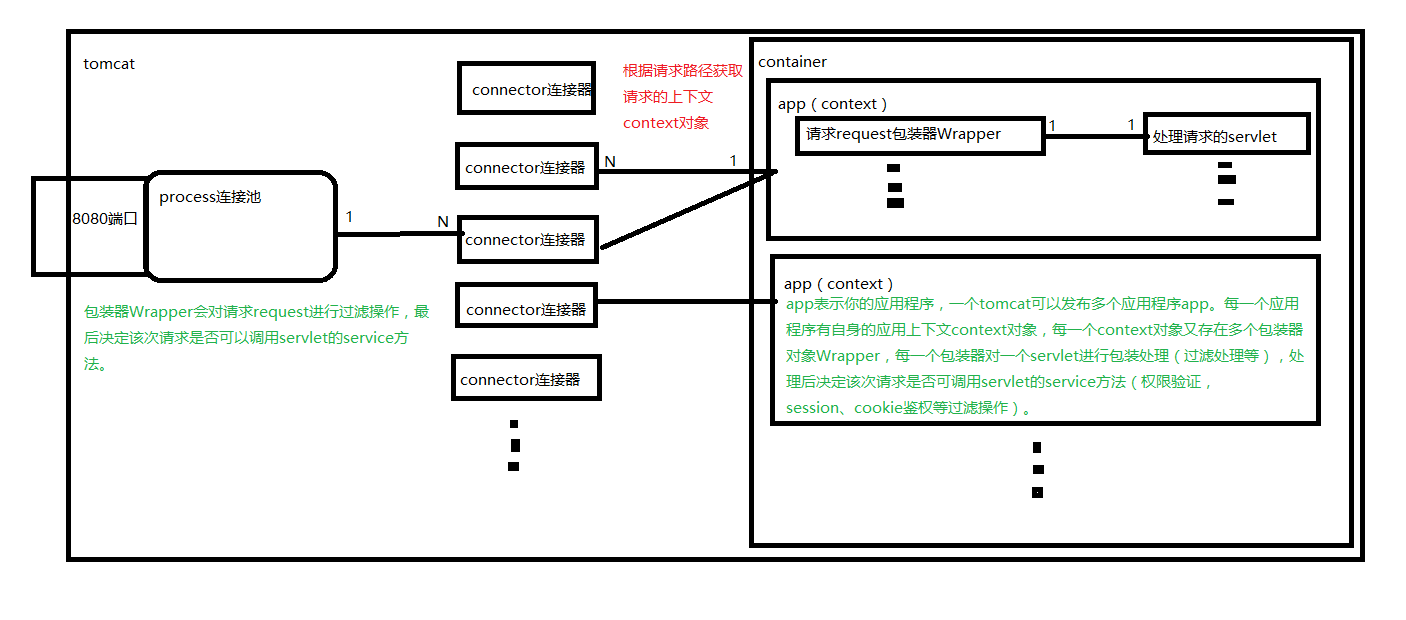 tomcat
8080端口
process连接池
1
N
包装器Wrapper会对请求request进行过滤操作，最
后决定该次请求是否可以调用servlet的service方
法。
connector连接器
connector连接器
connector连接器
connector连接器
connector连接器
根据请求路径获取
请求的上下文
context对象
N
1
container
app（context）
请求request包装器Wrapper
1
1
处理请求的servlet
app（context）
app表示你的应用程序，一个tomcat可以发布多个应用程序app。每一个应用
程序有自身的应用上下文context对象，每一个context对象又存在多个包装器
对象Wrapper，每一个包装器对一个servlet进行包装处理（过滤处理等），处
理后决定该次请求是否可调用servlet的service方法（权限验证，
session、cookie鉴权等过滤操作）。